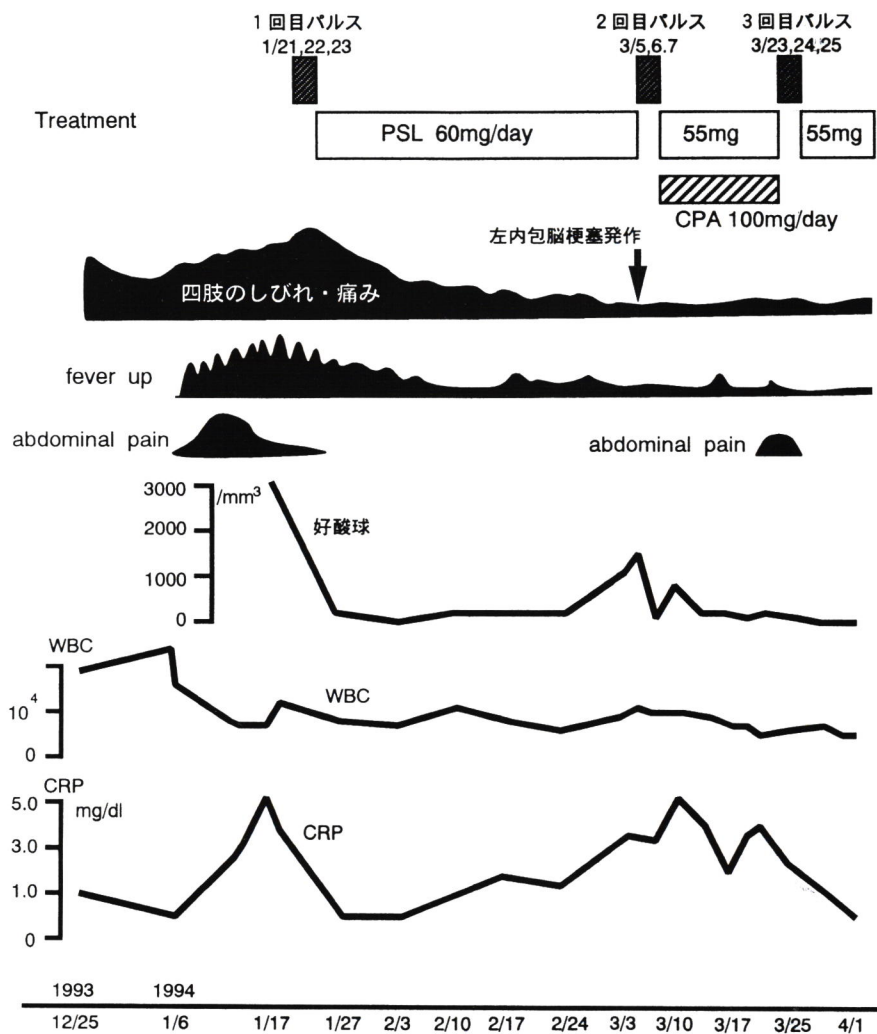 1回目パルス 2回目パルス 3回目パルス
1/21,22,23 3/5,6.7 3/23,24,25
Treatment
PSL 60mg/day 55mg 55mg
CPA 100mg/day
左内包脳梗塞発作
四肢のしびれ・痛み
fever up
abdominal pain
abdominal pain
3000 /mm³
好酸球
2000
1000
0
WBC
WBC
10⁴
0
CRP
5.0 mg/dl
CRP
3.0
1.0
0
1993 1994
12/25 1/6 1/17 1/27 2/3 2/10 2/17 2/24 3/3 3/10 3/17 3/25 4/1